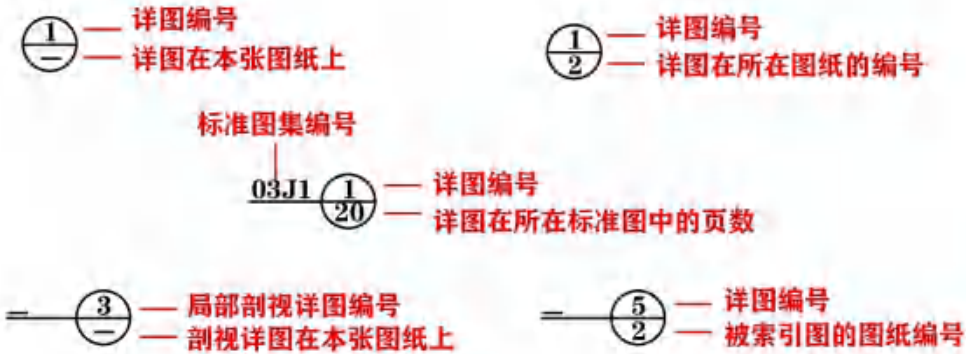 1 详图编号
— 详图在本张图纸上
1 详图编号
2 详图在所在图纸的编号
标准图集编号
03J1 1 详图编号
20 详图在所在标准图中的页数
3 局部剖视详图编号
— 剖视详图在本张图纸上
5 详图编号
2 被索引图的图纸编号